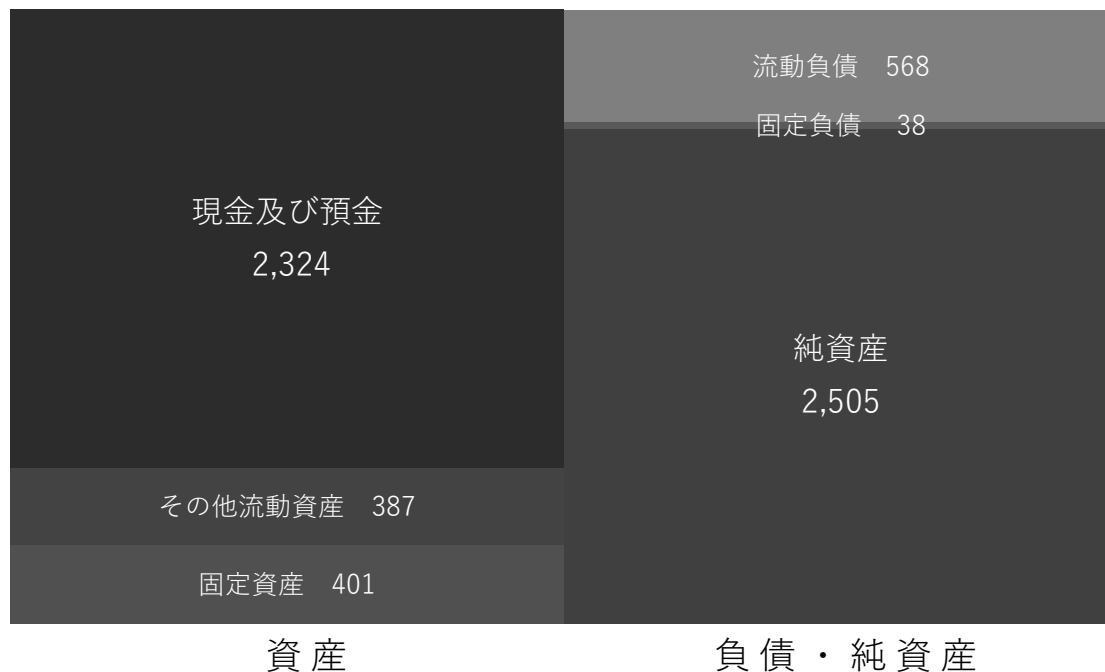 現金及び預金
2,324
その他流動資産　387
固定資産　401
資産
流動負債　568
固定負債　38
純資産
2,505
負債・純資産